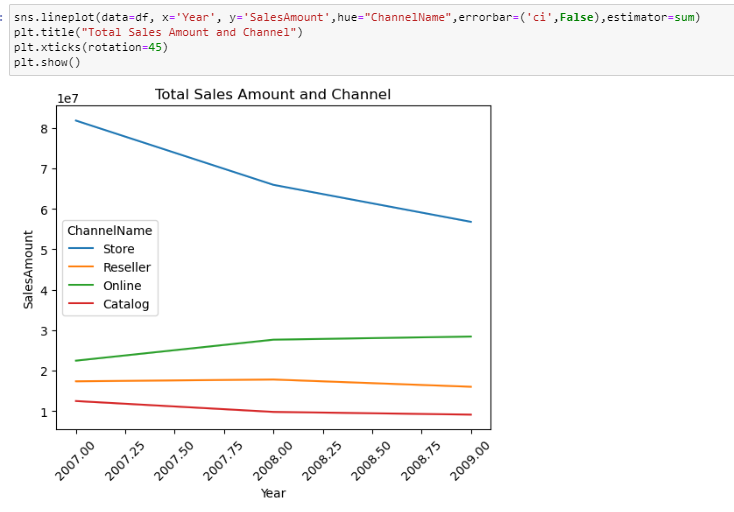 : sns.lineplot(data=df, x='Year', y='SalesAmount',hue="ChannelName",errorbar=('ci',False),estimator=sum)
plt.title("Total Sales Amount and Channel")
plt.xticks(rotation=45)
plt.show()
1e7
Total Sales Amount and Channel
8
7
6
5
4
3
2
1
SalesAmount
ChannelName
Store
Reseller
Online
Catalog
2007.00
2007.25
2007.50
2007.75
2008.00
2008.25
2008.50
2008.75
2009.00
Year